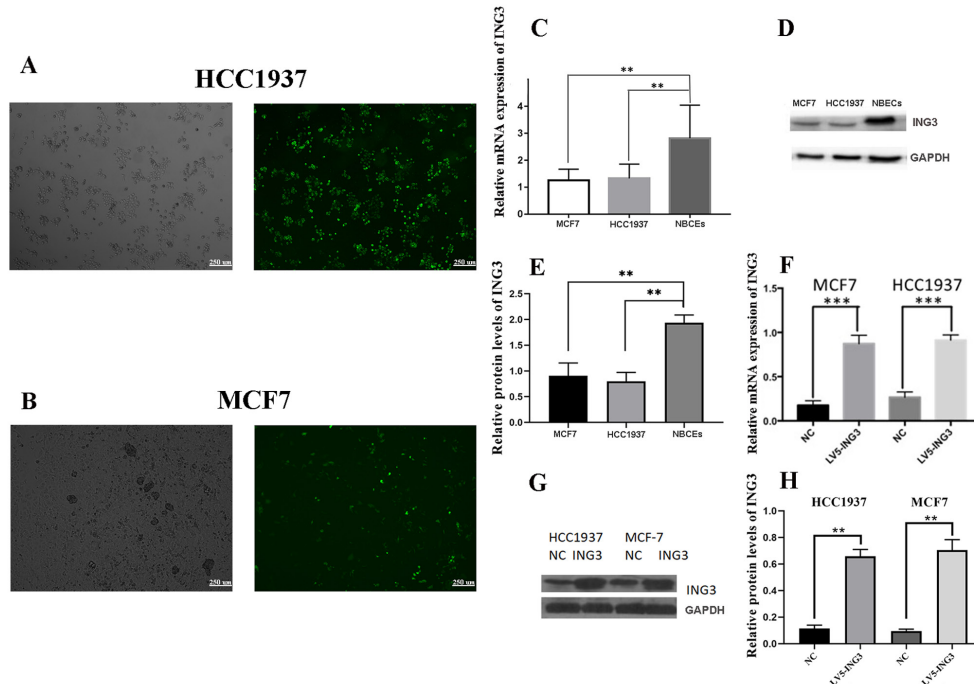 A
HCC1937
250 um
250 um
B
MCF7
250 um
250 um
C
Relative mRNA expression of ING3
4
3
2
1
0
**
**
MCF7
HCC1937
NBCEs
D
MCF7 HCC1937 NBECs
ING3
GAPDH
E
Relative protein levels of ING3
2.5
2.0
1.5
1.0
0.5
0.0
**
**
MCF7
HCC1937
NBCEs
F
Relative mRNA expression of ING3
1.5
1.0
0.5
0.0
MCF7 HCC1937
***
***
NC
LV5-ING3
NC
LV5-ING3
G
HCC1937 MCF-7
NC ING3 NC ING3
ING3
GAPDH
H
Relative protein levels of ING3
0.8
0.6
0.4
0.2
0.0
HCC1937 MCF7
**
**
NC
LV5-ING3
NC
LV5-ING3